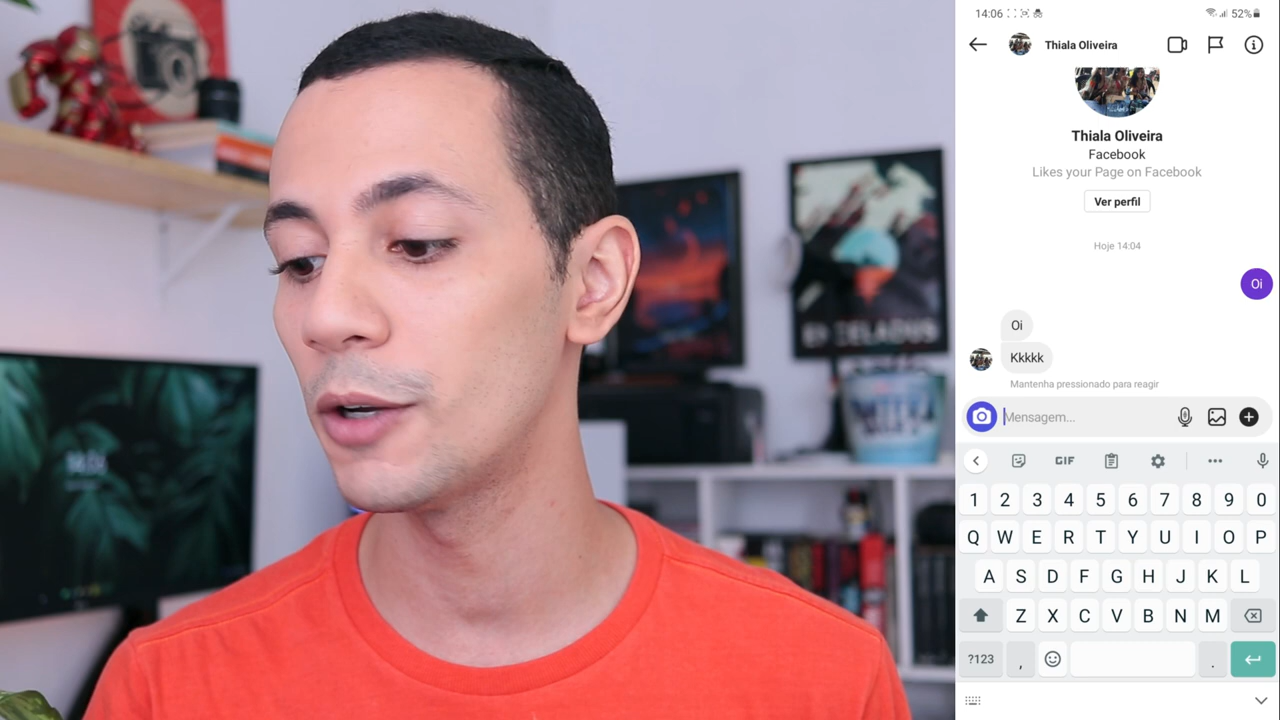 14:06
52%
Thiala Oliveira
Thiala Oliveira
Facebook
Likes your Page on Facebook
Ver perfil
Hoje 14:04
Oi
Oi
Kkkkk
Mantenha pressionado para reagir
Mensagem...
GIF
1 2 3 4 5 6 7 8 9 0
Q W E R T Y U I O P
A S D F G H J K L
Z X C V B N M
?123 , .